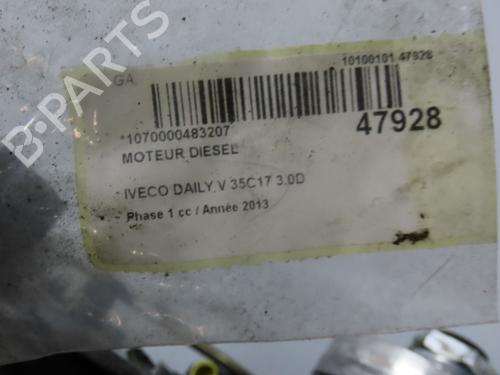 B-Parts
GA
10100101 47928
*1070000483207
47928
MOTEUR DIESEL
IVECO DAILY V 35C17 3.0D
Phase 1 cc / Année 2013